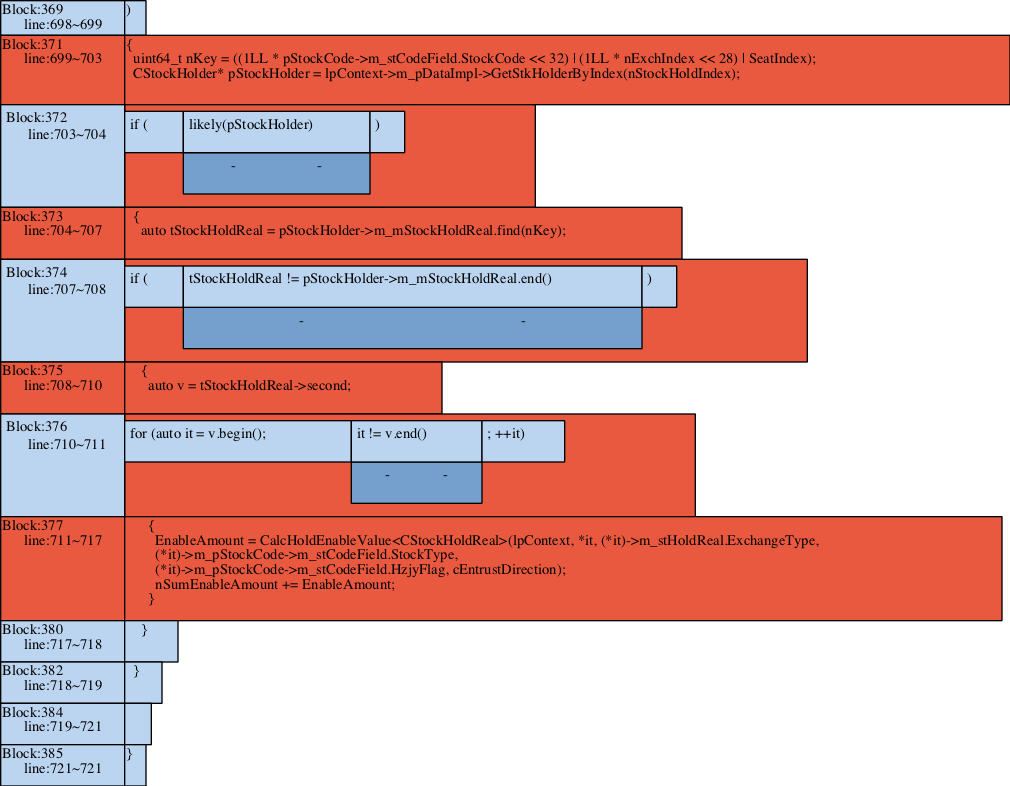 Block:369 )
line:698~699
Block:371 {
line:699~703 uint64_t nKey = ((1LL * pStockCode->m_stCodeField.StockCode << 32) | (1LL * nExchIndex << 28) | SeatIndex);
CStockHolder* pStockHolder = lpContext->m_pDataImpl->GetStkHolderByIndex(nStockHoldIndex);
Block:372
line:703~704
if ( likely(pStockHolder) )
- -
Block:373 {
line:704~707 auto tStockHoldReal = pStockHolder->m_mStockHoldReal.find(nKey);
Block:374
line:707~708
if ( tStockHoldReal != pStockHolder->m_mStockHoldReal.end() )
- -
Block:375 {
line:708~710 auto v = tStockHoldReal->second;
Block:376
line:710~711
for (auto it = v.begin(); it != v.end() ; ++it)
- -
Block:377 {
line:711~717 EnableAmount = CalcHoldEnableValue<CStockHoldReal>(lpContext, *it, (*it)->m_stHoldReal.ExchangeType,
(*it)->m_pStockCode->m_stCodeField.StockType,
(*it)->m_pStockCode->m_stCodeField.HzjyFlag, cEntrustDirection);
nSumEnableAmount += EnableAmount;
}
Block:380 }
line:717~718
Block:382 }
line:718~719
Block:384
line:719~721
Block:385 }
line:721~721